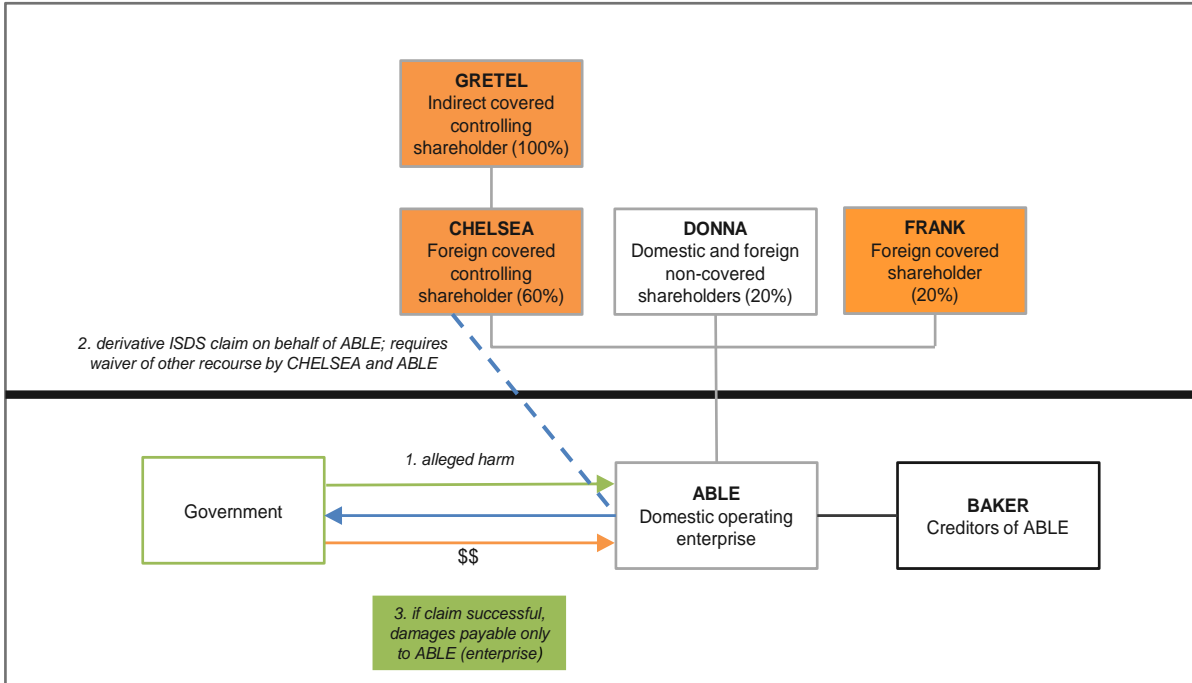 GRETEL
Indirect covered
controlling
shareholder (100%)
CHELSEA
Foreign covered
controlling
shareholder (60%)
DONNA
Domestic and foreign
non-covered
shareholders (20%)
FRANK
Foreign covered
shareholder
(20%)
2. derivative ISDS claim on behalf of ABLE; requires
waiver of other recourse by CHELSEA and ABLE
1. alleged harm
Government
ABLE
Domestic operating
enterprise
BAKER
Creditors of ABLE
$$
3. if claim successful,
damages payable only
to ABLE (enterprise)